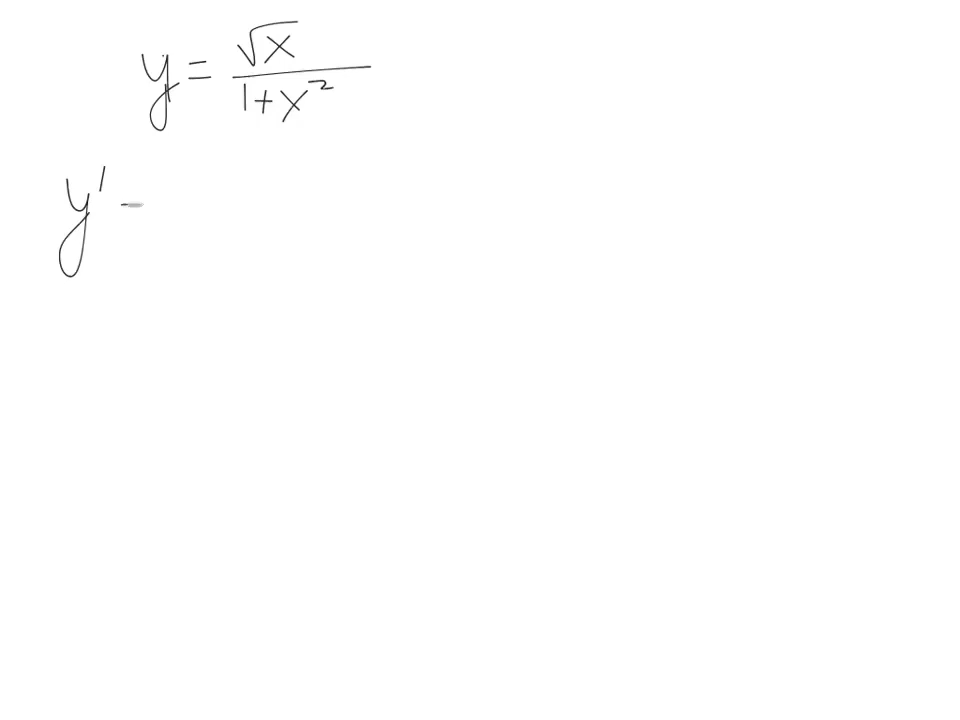 y = √x / (1+x²)
y' -